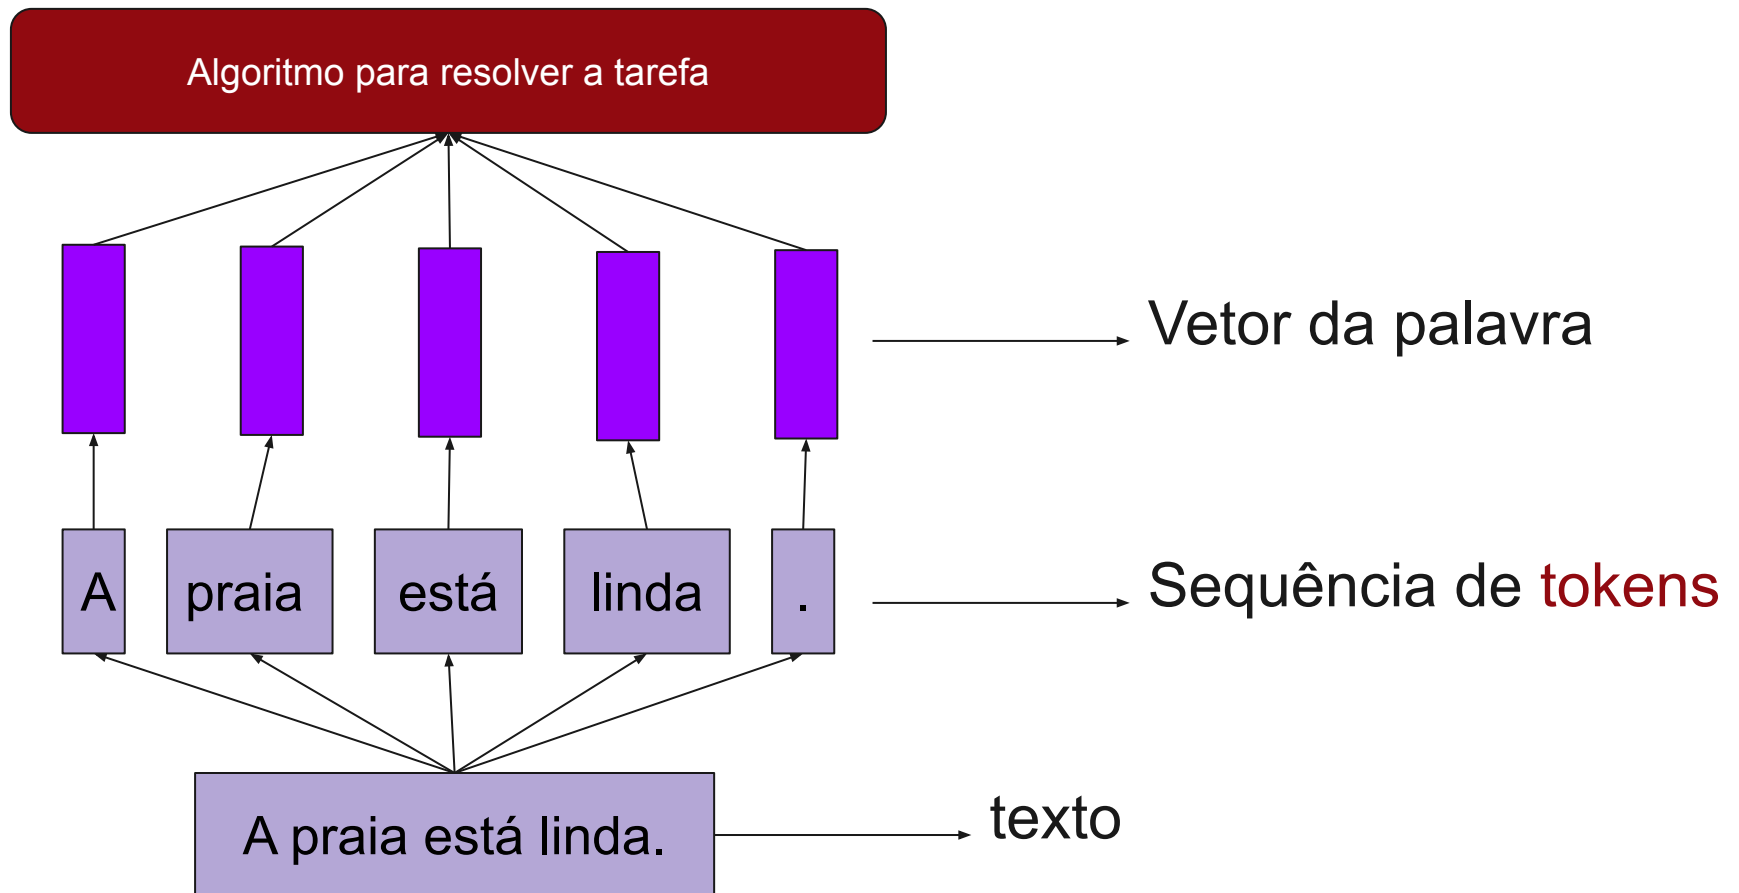 Algoritmo para resolver a tarefa
Vetor da palavra
A praia está linda .
Sequência de tokens
A praia está linda.
texto